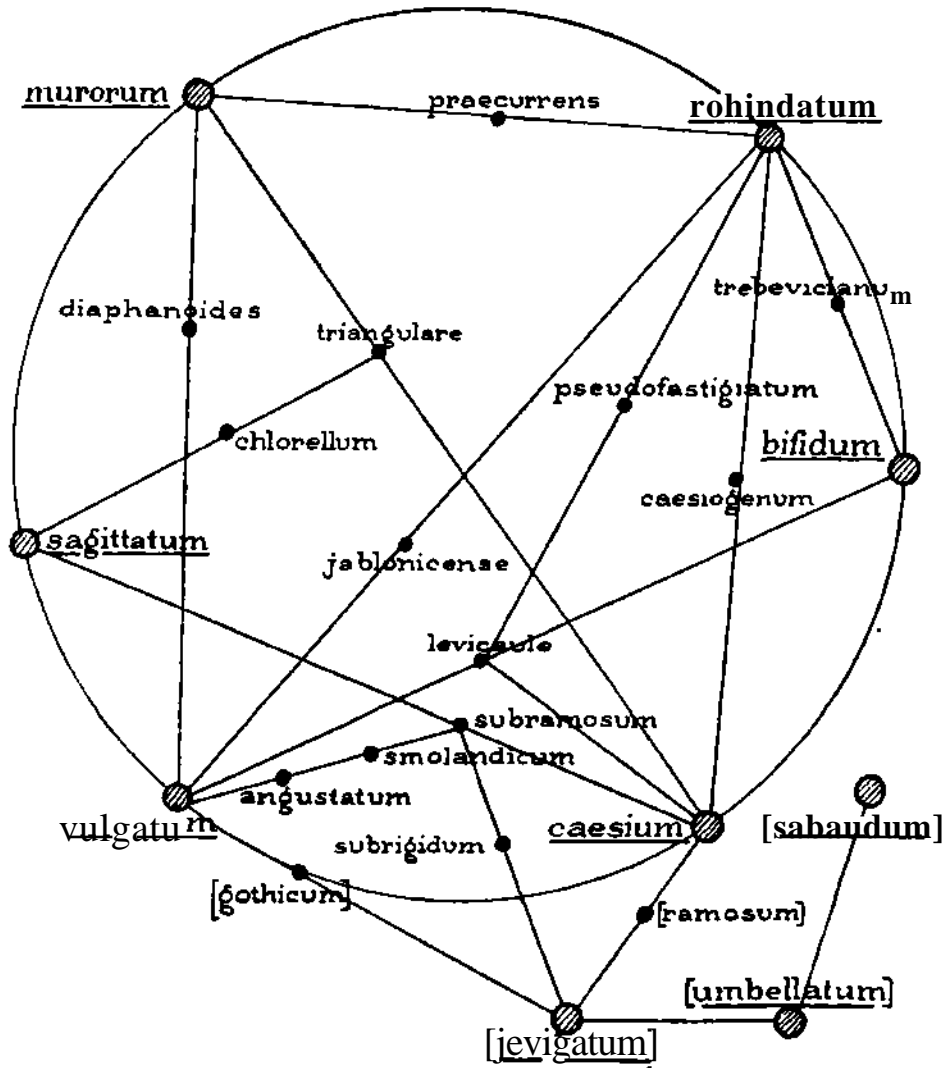 murorum
praecurrens
rohindatum
diaphanoides
triangulare
trebevicianum
pseudofastigiatum
chlorellum
bifidum
caesiogenum
sagittatum
jablonicense
levicaule
subramosum
smolandicum
angustatum
vulgatum
subrigidum
caesium
[sabaudum]
[gothicum]
[ramosum]
[umbellatum]
[jevigatum]